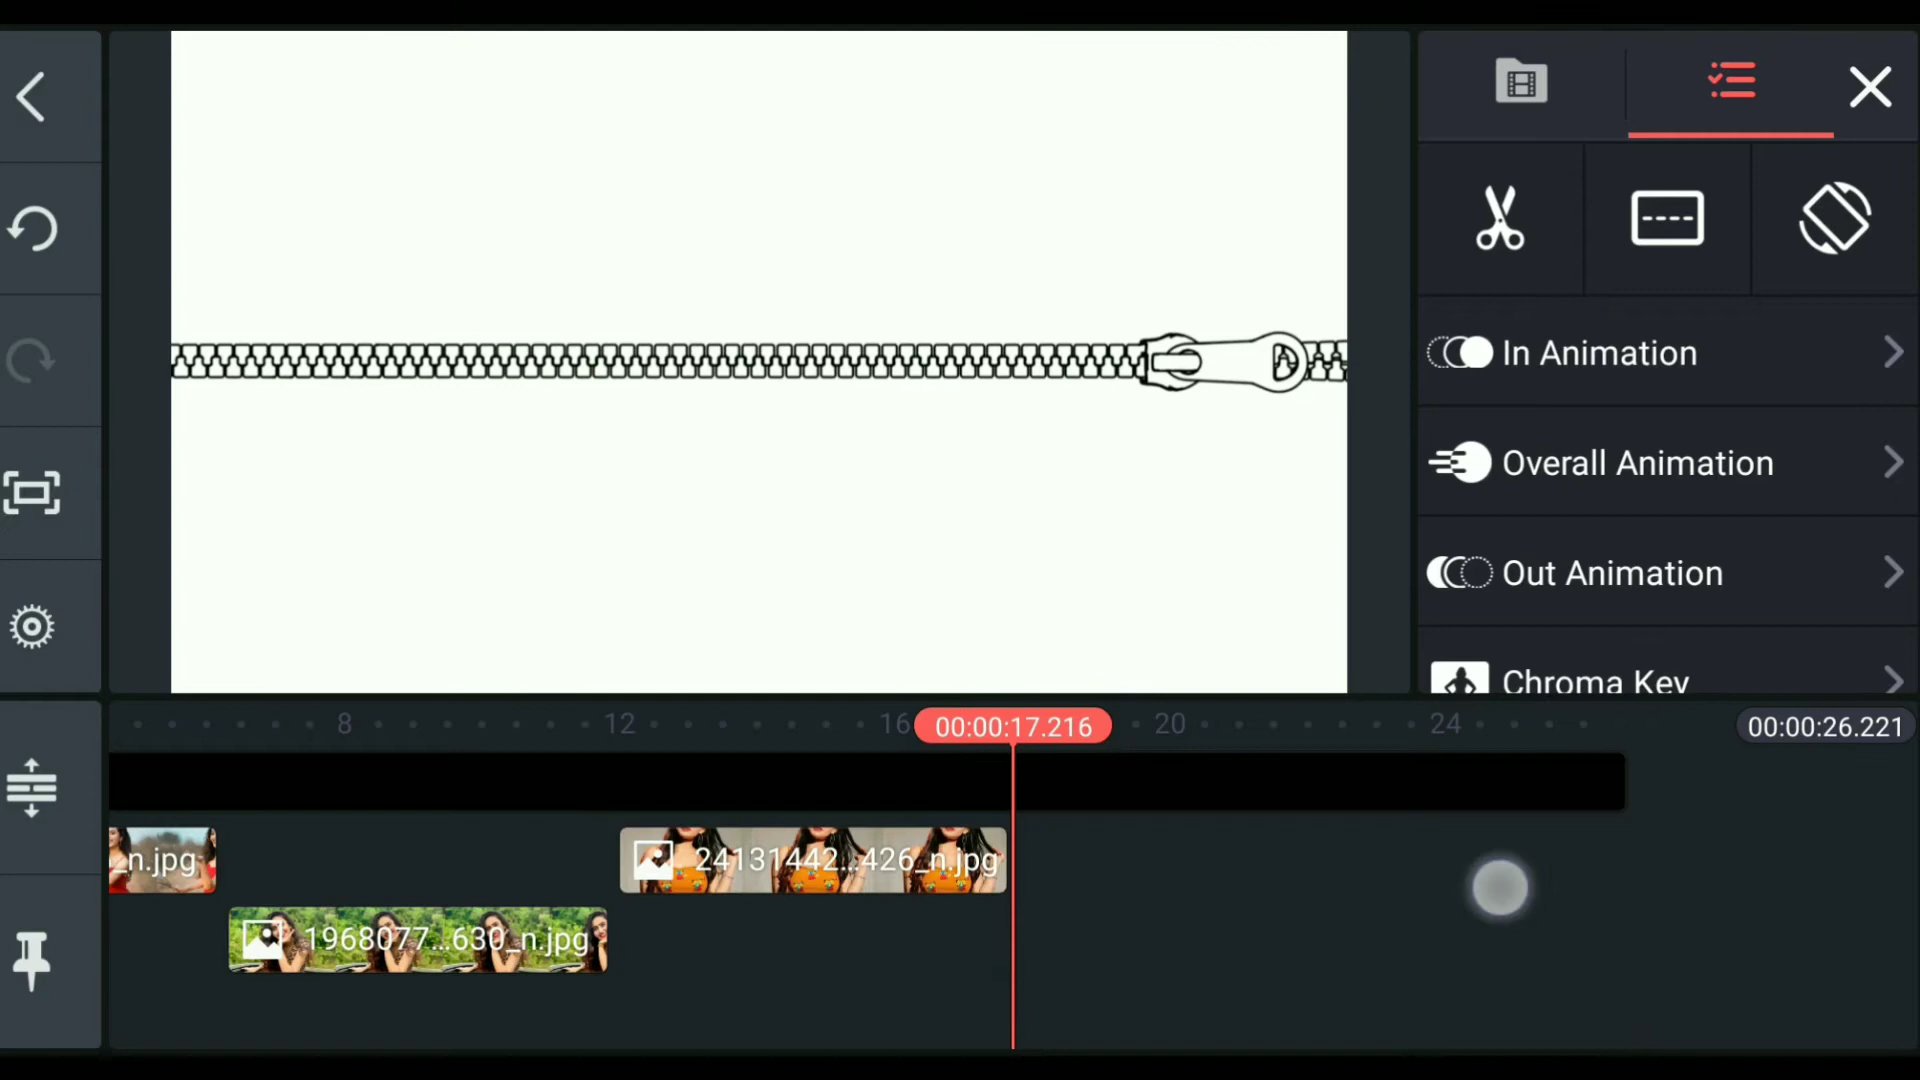 In Animation
Overall Animation
Out Animation
Chroma Key
8
12
16
00:00:17.216
20
24
00:00:26.221
_n.jpg
24131442...426_n.jpg
1968077...630_n.jpg